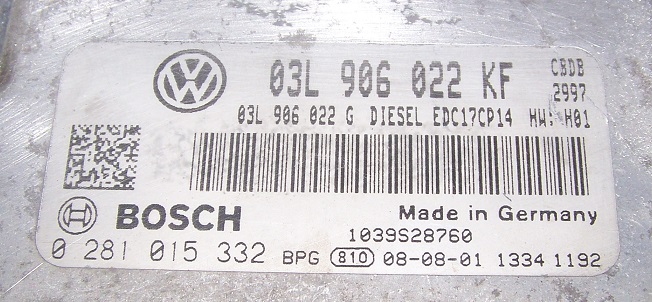 03L 906 022 KF CBDB
2997
03L 906 022 G DIESEL EDC17CP14 HW: H01
BOSCH Made in Germany
1039S28760
0 281 015 332 BPG 810 08-08-01 1334 1192